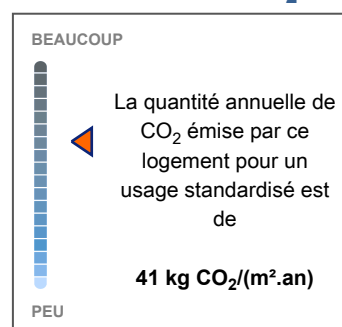 BEAUCOUP
La quantité annuelle de
CO₂ émise par ce
logement pour un
usage standardisé est
de
41 kg CO₂/(m².an)
PEU